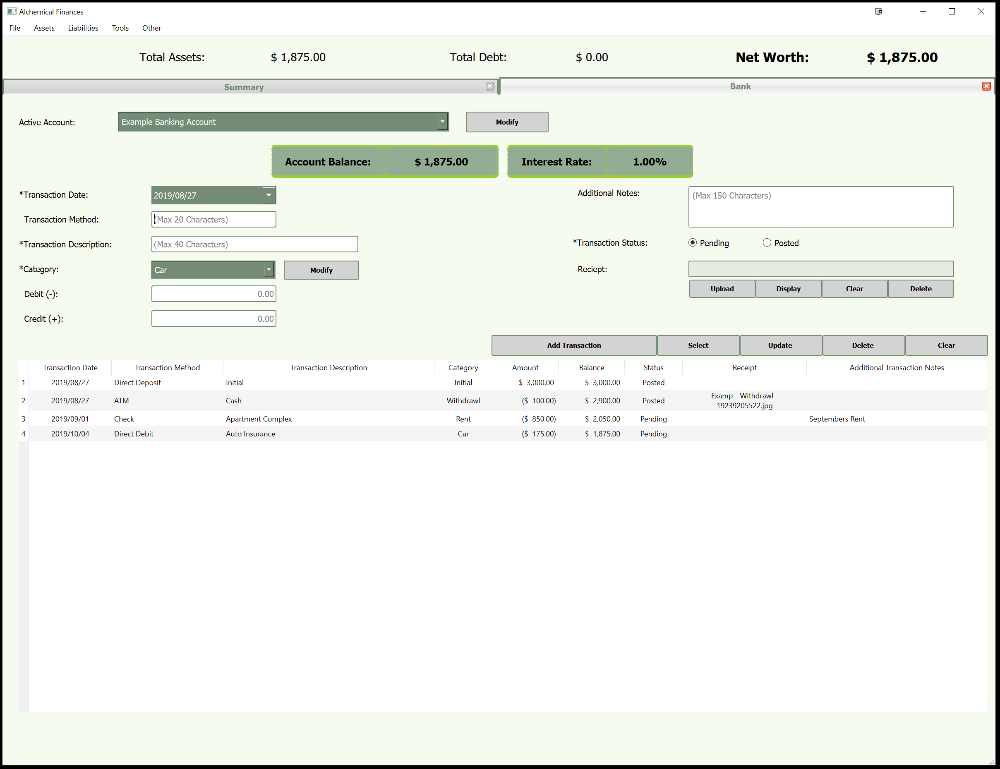 Alchemical Finances
File Assets Liabilities Tools Other
Total Assets: $ 1,875.00 Total Debt: $ 0.00 Net Worth: $ 1,875.00
Summary Bank
Active Account: Example Banking Account Modify
Account Balance: $ 1,875.00 Interest Rate: 1.00%
*Transaction Date: 2019/08/27 Additional Notes: (Max 150 Characters)
Transaction Method: (Max 20 Characters)
*Transaction Description: (Max 40 Characters) *Transaction Status: Pending Posted
*Category: Car Modify Reciept:
Upload Display Clear Delete
Debit (-): 0.00
Credit (+): 0.00
Add Transaction Select Update Delete Clear
Transaction Date Transaction Method Transaction Description Category Amount Balance Status Receipt Additional Transaction Notes
1 2019/08/27 Direct Deposit Initial Initial $ 3,000.00 $ 3,000.00 Posted
2 2019/08/27 ATM Cash Withdrawl ($ 100.00) $ 2,900.00 Posted Examp - Withdrawl -
19239205522.jpg
3 2019/09/01 Check Apartment Complex Rent ($ 850.00) $ 2,050.00 Pending Septembers Rent
4 2019/10/04 Direct Debit Auto Insurance Car ($ 175.00) $ 1,875.00 Pending